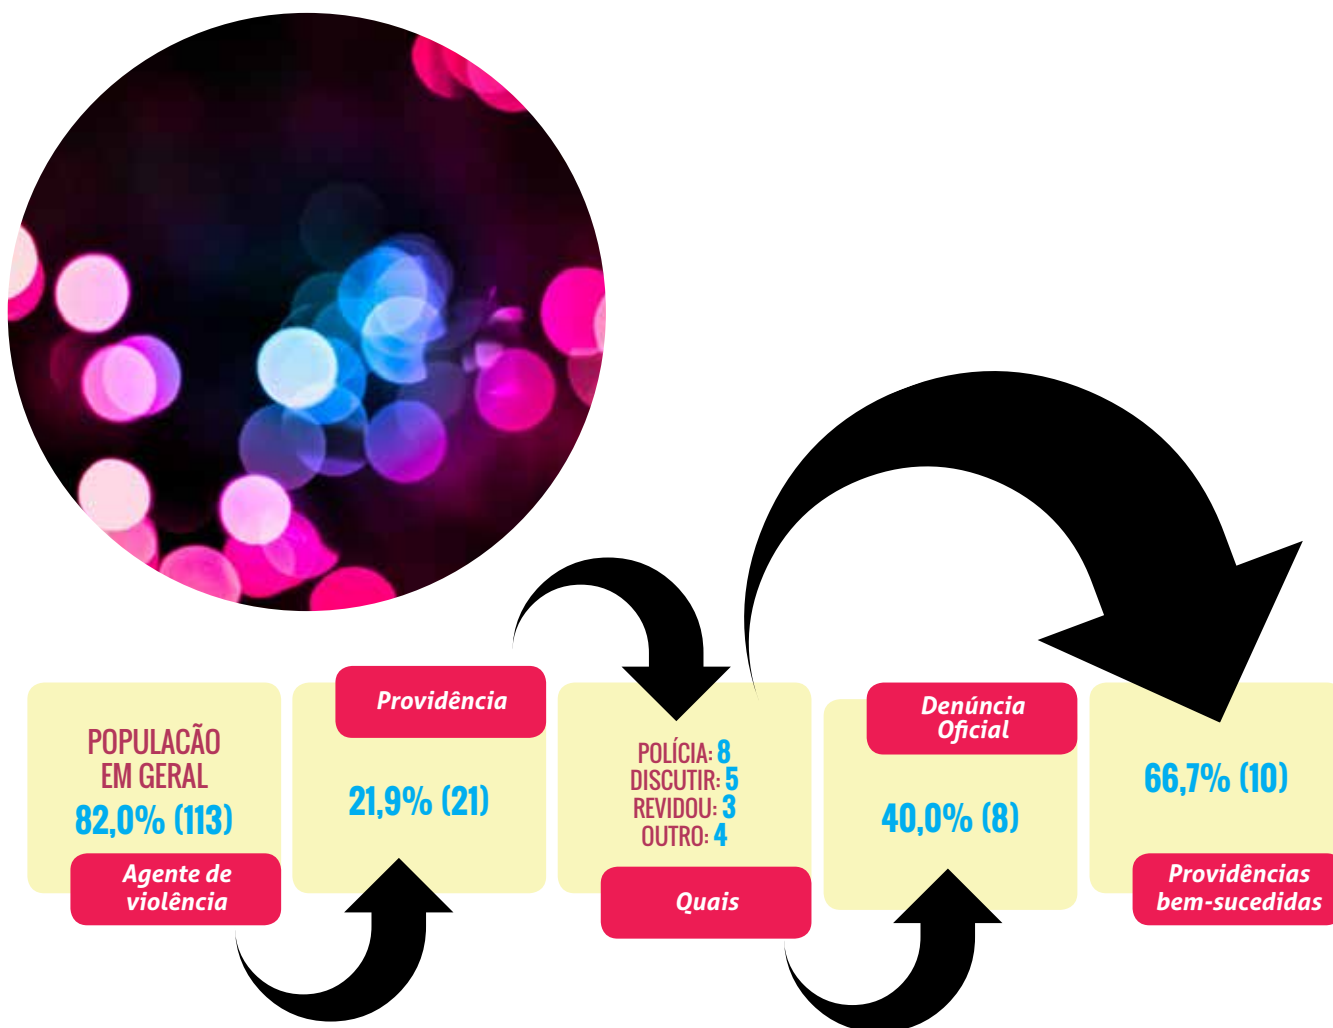 POPULAÇÃO
EM GERAL
82,0% (113)
Agente de
violência
Providência
21,9% (21)
POLÍCIA: 8
DISCUTIR: 5
REVIDOU: 3
OUTRO: 4
Quais
Denúncia
Oficial
40,0% (8)
66,7% (10)
Providências
bem-sucedidas